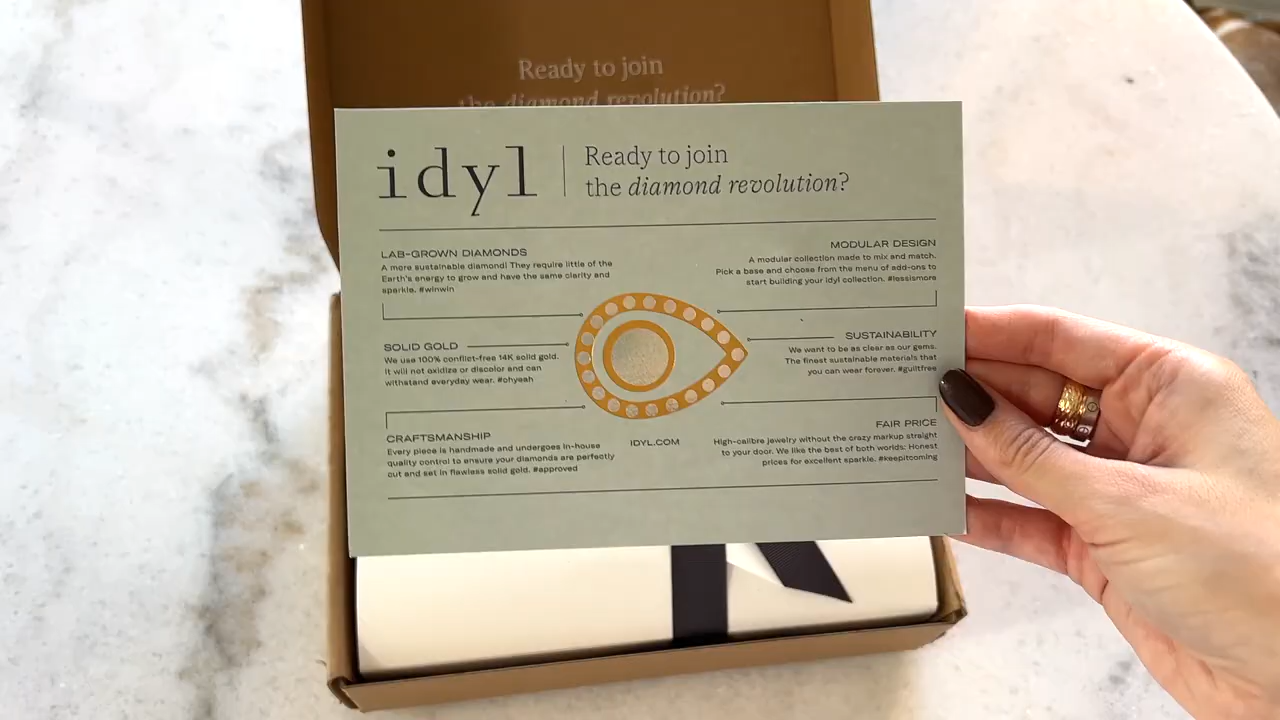 Ready to join
the diamond revolution?
idyl
Ready to join
the diamond revolution?
LAB-GROWN DIAMONDS
A more sustainable diamond! They require little of the
Earth's energy to grow and have the same clarity and
sparkle. #winwin
MODULAR DESIGN
A modular collection made to mix and match.
Pick a base and choose from the menu of add-ons to
start building your idyl collection. #lessismore
SOLID GOLD
We use 100% conflict-free 14K solid gold.
It will not oxidize or discolor and can
withstand everyday wear. #ohyeah
SUSTAINABILITY
We want to be as clear as our gems.
The finest sustainable materials that
you can wear forever. #guiltfree
CRAFTSMANSHIP
Every piece is handmade and undergoes in-house
quality control to ensure your diamonds are perfectly
cut and set in flawless solid gold. #approved
IDYL.COM
FAIR PRICE
High-calibre jewelry without the crazy markup straight
to your door. We like the best of both worlds: Honest
prices for excellent sparkle. #keepitcoming